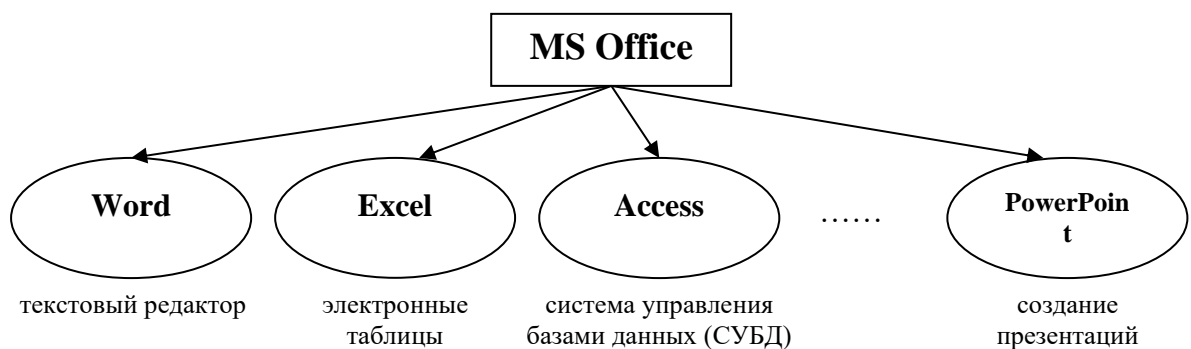 MS Office
Word
Excel
Access
……
PowerPoin
t
текстовый редактор
электронные
таблицы
система управления
базами данных (СУБД)
создание
презентаций